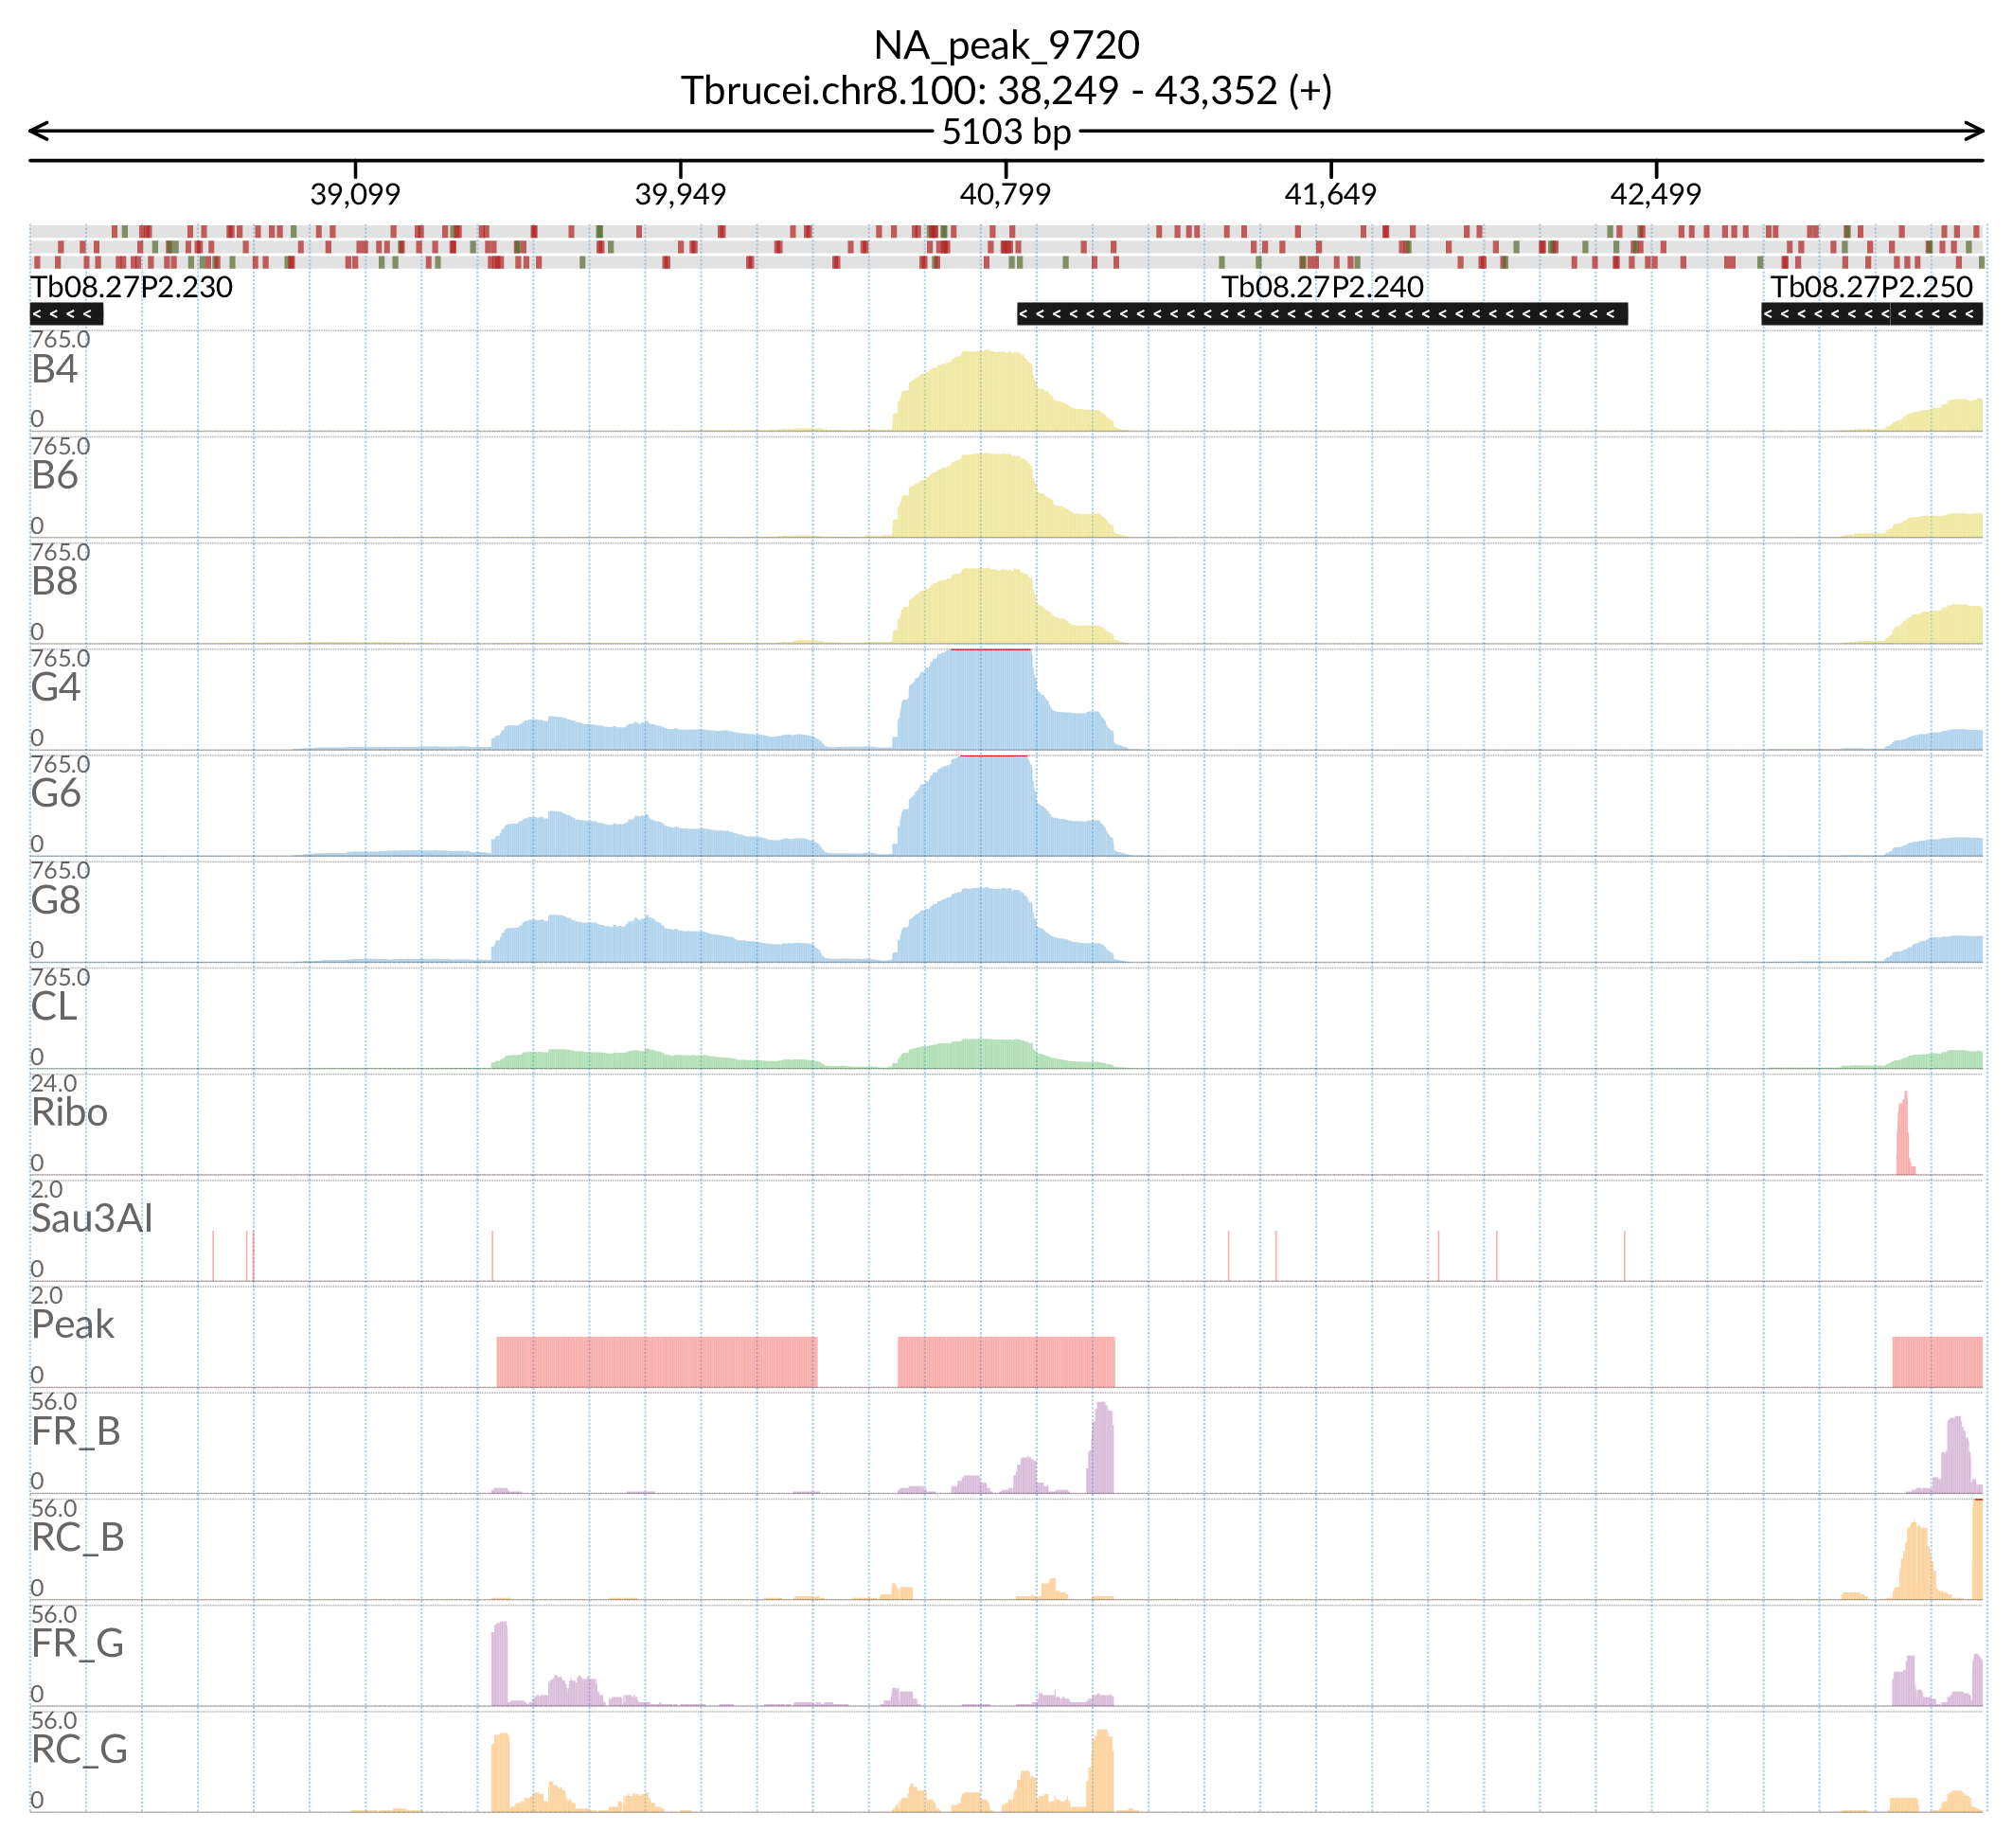 NA_peak_9720
Tbrucei.chr8.100: 38,249 - 43,352 (+)
5103 bp
39,099 39,949 40,799 41,649 42,499
Tb08.27P2.230 Tb08.27P2.240 Tb08.27P2.250
765.0
B4
0
765.0
B6
0
765.0
B8
0
765.0
G4
0
765.0
G6
0
765.0
G8
0
765.0
CL
0
24.0
Ribo
0
2.0
Sau3AI
0
2.0
Peak
0
56.0
FR_B
0
56.0
RC_B
0
56.0
FR_G
0
56.0
RC_G
0